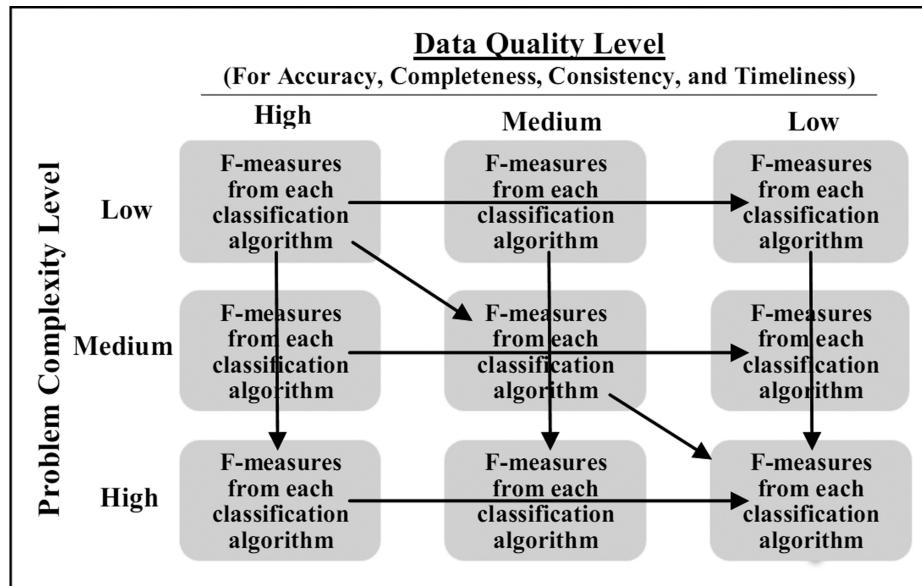 Data Quality Level
(For Accuracy, Completeness, Consistency, and Timeliness)
High Medium Low
Problem Complexity Level
Low
F-measures from each classification algorithm
F-measures from each classification algorithm
F-measures from each classification algorithm
Medium
F-measures from each classification algorithm
F-measures from each classification algorithm
F-measures from each classification algorithm
High
F-measures from each classification algorithm
F-measures from each classification algorithm
F-measures from each classification algorithm